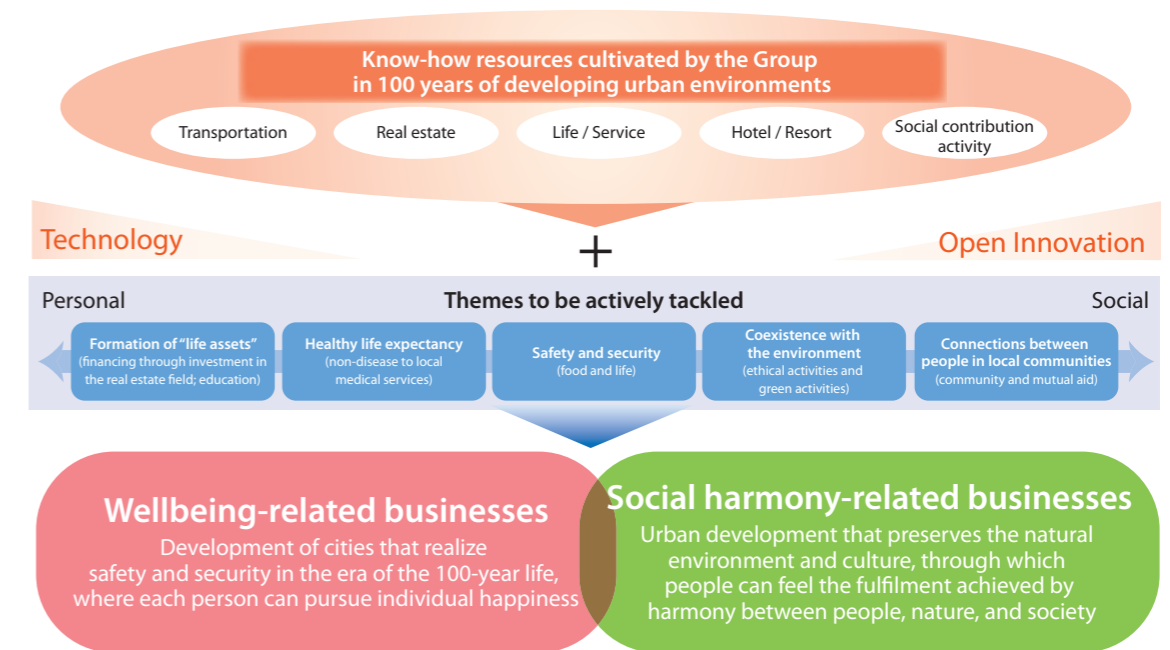 Know-how resources cultivated by the Group
in 100 years of developing urban environments
Transportation
Real estate
Life / Service
Hotel / Resort
Social contribution
activity
Technology
+
Open Innovation
Personal
Themes to be actively tackled
Social
Formation of “life assets”
(financing through investment in
the real estate field; education)
Healthy life expectancy
(non-disease to local
medical services)
Safety and security
(food and life)
Coexistence with
the environment
(ethical activities and
green activities)
Connections between
people in local communities
(community and mutual aid)
Wellbeing-related businesses
Development of cities that realize
safety and security in the era of the 100-year life,
where each person can pursue individual happiness
Social harmony-related businesses
Urban development that preserves the natural
environment and culture, through which
people can feel the fulfilment achieved by
harmony between people, nature, and society